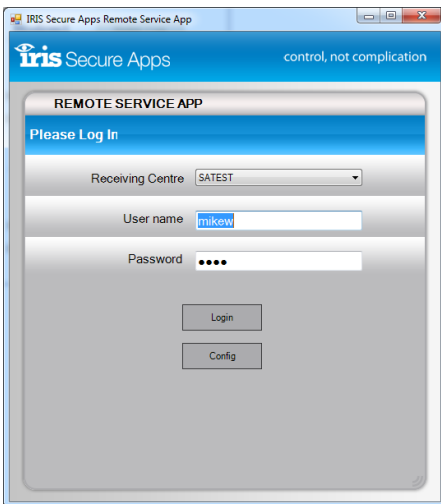 IRIS Secure Apps Remote Service App
iris Secure Apps
control, not complication
REMOTE SERVICE APP
Please Log In
Receiving Centre SATEST
User name mikew
Password ••••
Login
Config